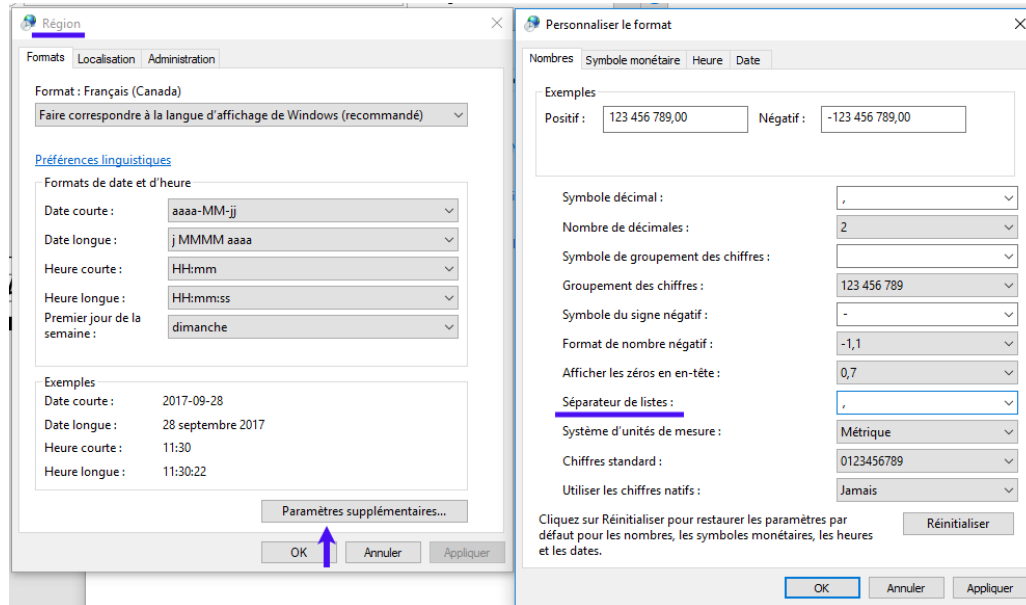 Région
Formats Localisation Administration
Format : Français (Canada)
Faire correspondre à la langue d'affichage de Windows (recommandé)
Préférences linguistiques
Formats de date et d'heure
Date courte : aaaa-MM-jj
Date longue : j MMMM aaaa
Heure courte : HH:mm
Heure longue : HH:mm:ss
Premier jour de la
semaine : dimanche
Exemples
Date courte : 2017-09-28
Date longue : 28 septembre 2017
Heure courte : 11:30
Heure longue : 11:30:22
Paramètres supplémentaires...
OK Annuler Appliquer
Personnaliser le format
Nombres Symbole monétaire Heure Date
Exemples
Positif : 123 456 789,00 Négatif : -123 456 789,00
Symbole décimal : ,
Nombre de décimales : 2
Symbole de groupement des chiffres :
Groupement des chiffres : 123 456 789
Symbole du signe négatif : -
Format de nombre négatif : -1,1
Afficher les zéros en en-tête : 0,7
Séparateur de listes : ,
Système d'unités de mesure : Métrique
Chiffres standard : 0123456789
Utiliser les chiffres natifs : Jamais
Cliquez sur Réinitialiser pour restaurer les paramètres par
défaut pour les nombres, les symboles monétaires, les heures
et les dates.
Réinitialiser
OK Annuler Appliquer